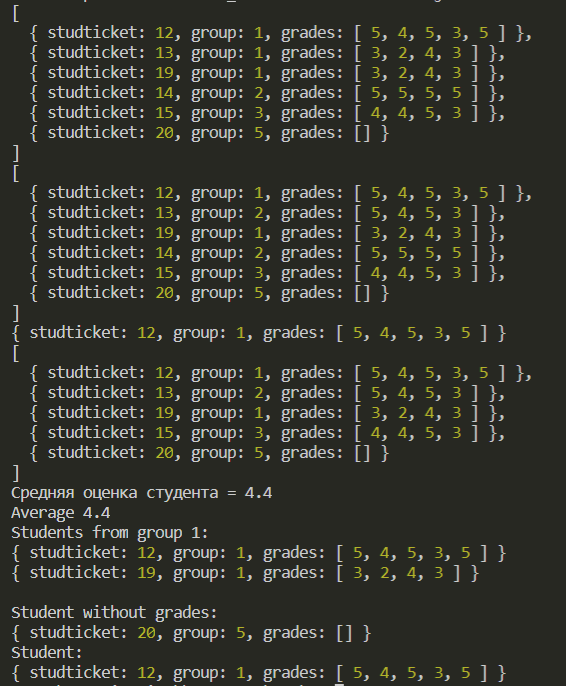 [
  { studticket: 12, group: 1, grades: [ 5, 4, 5, 3, 5 ] },
  { studticket: 13, group: 1, grades: [ 3, 2, 4, 3 ] },
  { studticket: 19, group: 1, grades: [ 3, 2, 4, 3 ] },
  { studticket: 14, group: 2, grades: [ 5, 5, 5, 5 ] },
  { studticket: 15, group: 3, grades: [ 4, 4, 5, 3 ] },
  { studticket: 20, group: 5, grades: [] }
]
[
  { studticket: 12, group: 1, grades: [ 5, 4, 5, 3, 5 ] },
  { studticket: 13, group: 2, grades: [ 5, 4, 5, 3 ] },
  { studticket: 19, group: 1, grades: [ 3, 2, 4, 3 ] },
  { studticket: 14, group: 2, grades: [ 5, 5, 5, 5 ] },
  { studticket: 15, group: 3, grades: [ 4, 4, 5, 3 ] },
  { studticket: 20, group: 5, grades: [] }
]
{ studticket: 12, group: 1, grades: [ 5, 4, 5, 3, 5 ] }
[
  { studticket: 12, group: 1, grades: [ 5, 4, 5, 3, 5 ] },
  { studticket: 13, group: 2, grades: [ 5, 4, 5, 3 ] },
  { studticket: 19, group: 1, grades: [ 3, 2, 4, 3 ] },
  { studticket: 15, group: 3, grades: [ 4, 4, 5, 3 ] },
  { studticket: 20, group: 5, grades: [] }
]
Средняя оценка студента = 4.4
Average 4.4
Students from group 1:
{ studticket: 12, group: 1, grades: [ 5, 4, 5, 3, 5 ] }
{ studticket: 19, group: 1, grades: [ 3, 2, 4, 3 ] }

Student without grades:
{ studticket: 20, group: 5, grades: [] }
Student:
{ studticket: 12, group: 1, grades: [ 5, 4, 5, 3, 5 ] }